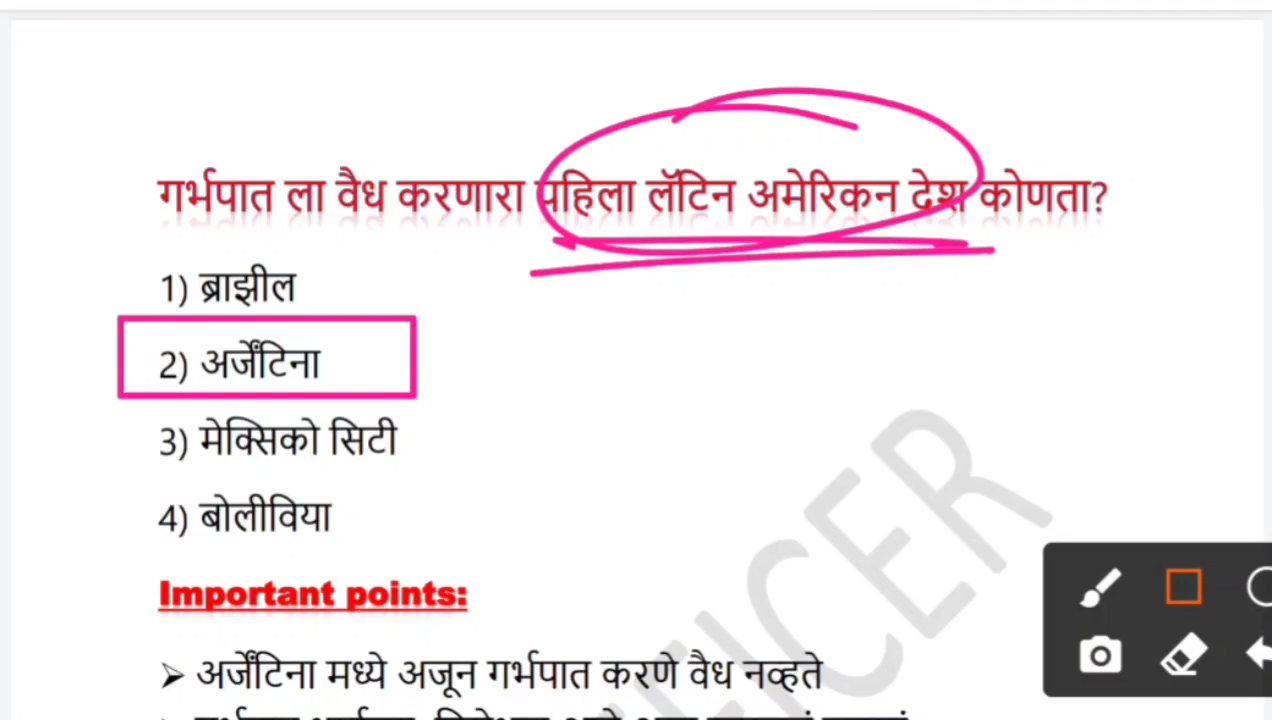 गर्भपात ला वैध करणारा पहिला लॅटिन अमेरिकन देश कोणता?
1) ब्राझील
2) अर्जेंटिना
3) मेक्सिको सिटी
4) बोलीविया
Important points:
➢ अर्जेंटिना मध्ये अजून गर्भपात करणे वैध नव्हते